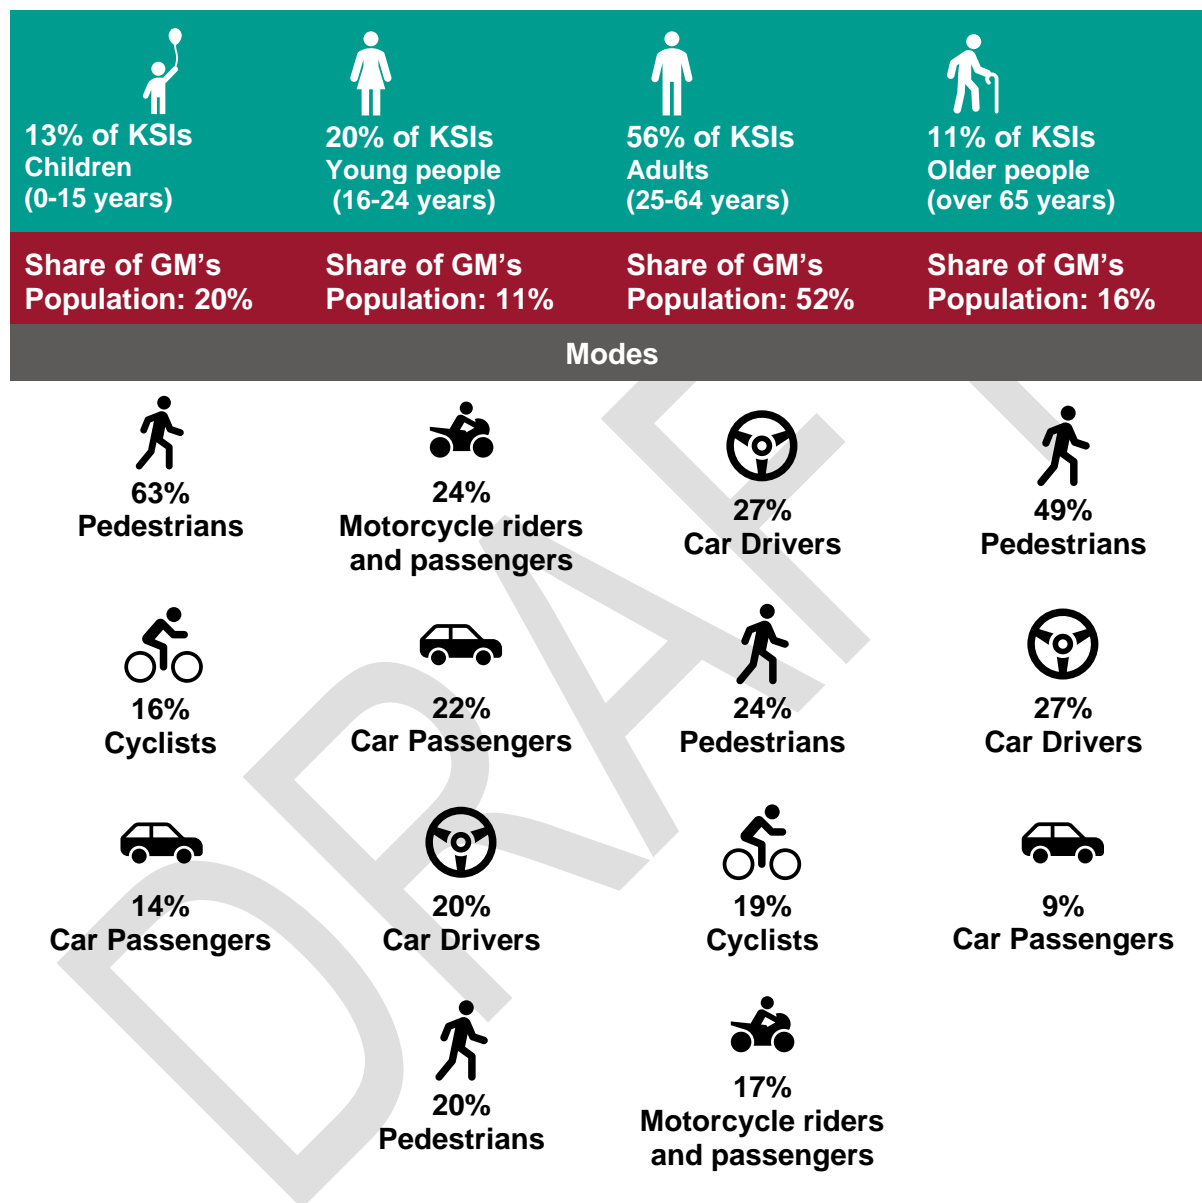 13% of KSIs
Children
(0-15 years)
20% of KSIs
Young people
(16-24 years)
56% of KSIs
Adults
(25-64 years)
11% of KSIs
Older people
(over 65 years)
Share of GM’s
Population: 20%
Share of GM’s
Population: 11%
Share of GM’s
Population: 52%
Share of GM’s
Population: 16%
Modes
63%
Pedestrians
24%
Motorcycle riders
and passengers
27%
Car Drivers
49%
Pedestrians
16%
Cyclists
22%
Car Passengers
24%
Pedestrians
27%
Car Drivers
14%
Car Passengers
20%
Car Drivers
19%
Cyclists
9%
Car Passengers
20%
Pedestrians
17%
Motorcycle riders
and passengers
DRAFT